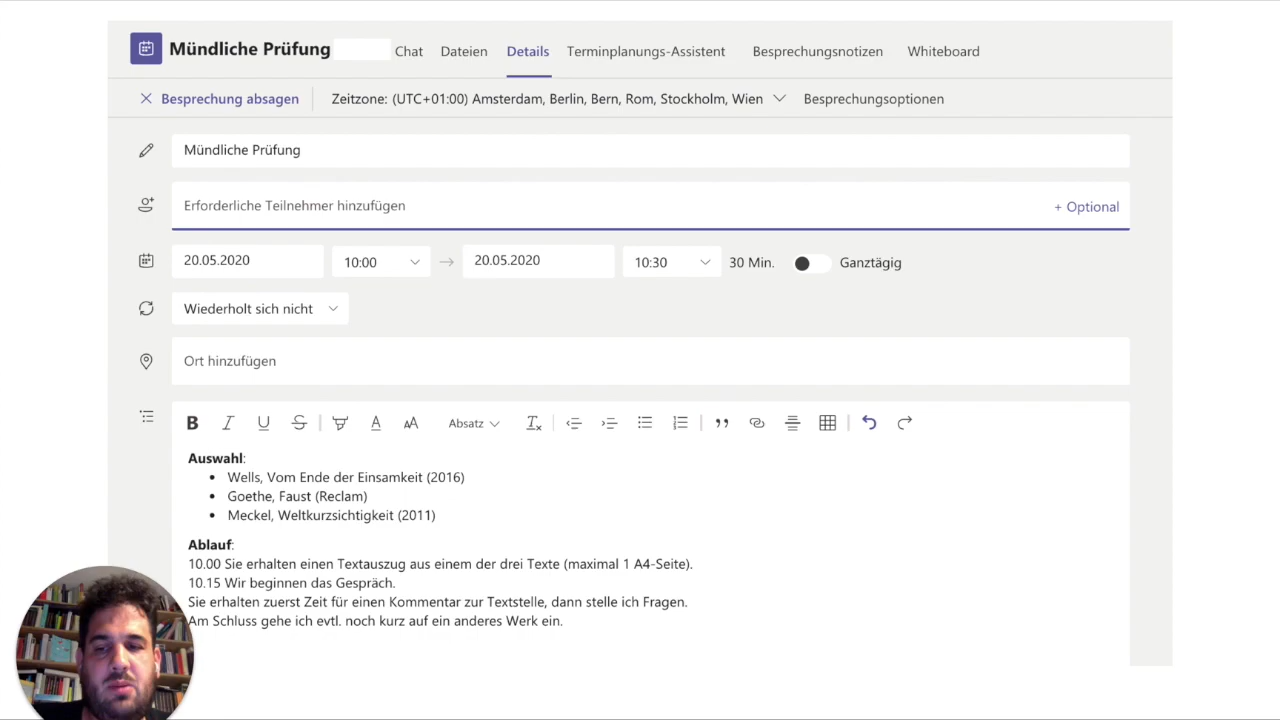 Mündliche Prüfung Chat Dateien Details Terminplanungs-Assistent Besprechungsnotizen Whiteboard
Besprechung absagen Zeitzone: (UTC+01:00) Amsterdam, Berlin, Bern, Rom, Stockholm, Wien Besprechungsoptionen
Mündliche Prüfung
Erforderliche Teilnehmer hinzufügen + Optional
20.05.2020 10:00 → 20.05.2020 10:30 30 Min. Ganztägig
Wiederholt sich nicht
Ort hinzufügen
B I U S A AA Absatz Tx
Auswahl:
• Wells, Vom Ende der Einsamkeit (2016)
• Goethe, Faust (Reclam)
• Meckel, Weltkurzsichtigkeit (2011)
Ablauf:
10.00 Sie erhalten einen Textauszug aus einem der drei Texte (maximal 1 A4-Seite).
10.15 Wir beginnen das Gespräch.
Sie erhalten zuerst Zeit für einen Kommentar zur Textstelle, dann stelle ich Fragen.
Am Schluss gehe ich evtl. noch kurz auf ein anderes Werk ein.